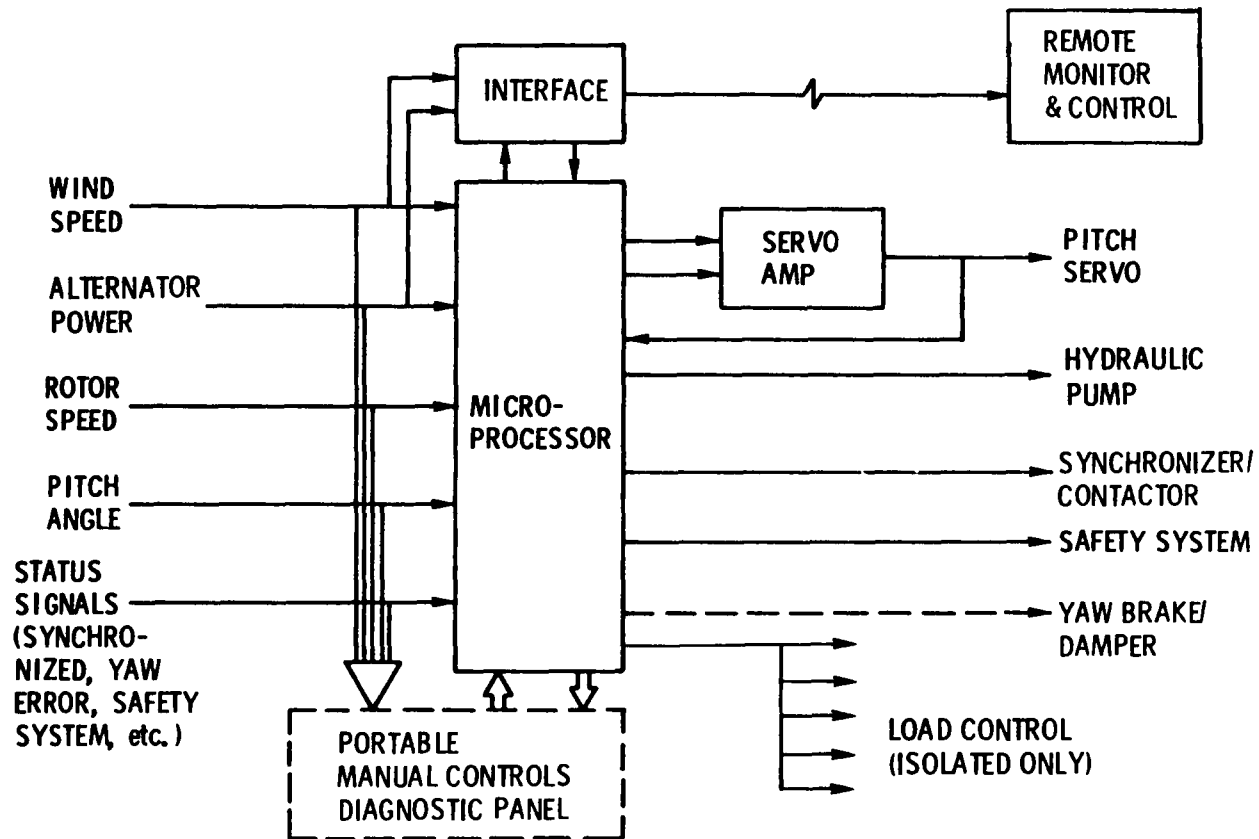 INTERFACE
REMOTE
MONITOR
& CONTROL
WIND
SPEED
ALTERNATOR
POWER
ROTOR
SPEED
PITCH
ANGLE
STATUS
SIGNALS
(SYNCHRO-
NIZED, YAW
ERROR, SAFETY
SYSTEM, etc.)
MICRO-
PROCESSOR
SERVO
AMP
PITCH
SERVO
HYDRAULIC
PUMP
SYNCHRONIZER/
CONTACTOR
SAFETY SYSTEM
YAW BRAKE/
DAMPER
LOAD CONTROL
(ISOLATED ONLY)
PORTABLE
MANUAL CONTROLS
DIAGNOSTIC PANEL